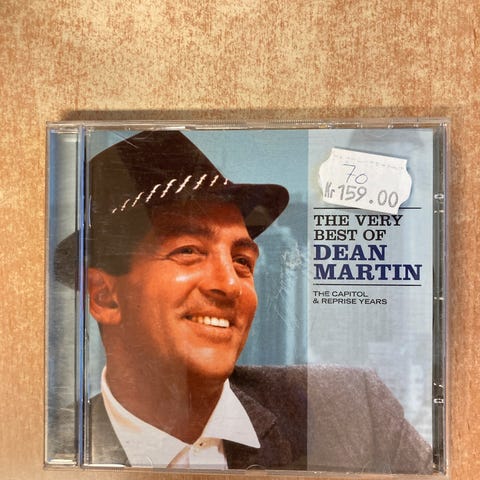 70
Kr 159.00
THE VERY
BEST OF
DEAN
MARTIN
THE CAPITOL
& REPRISE YEARS